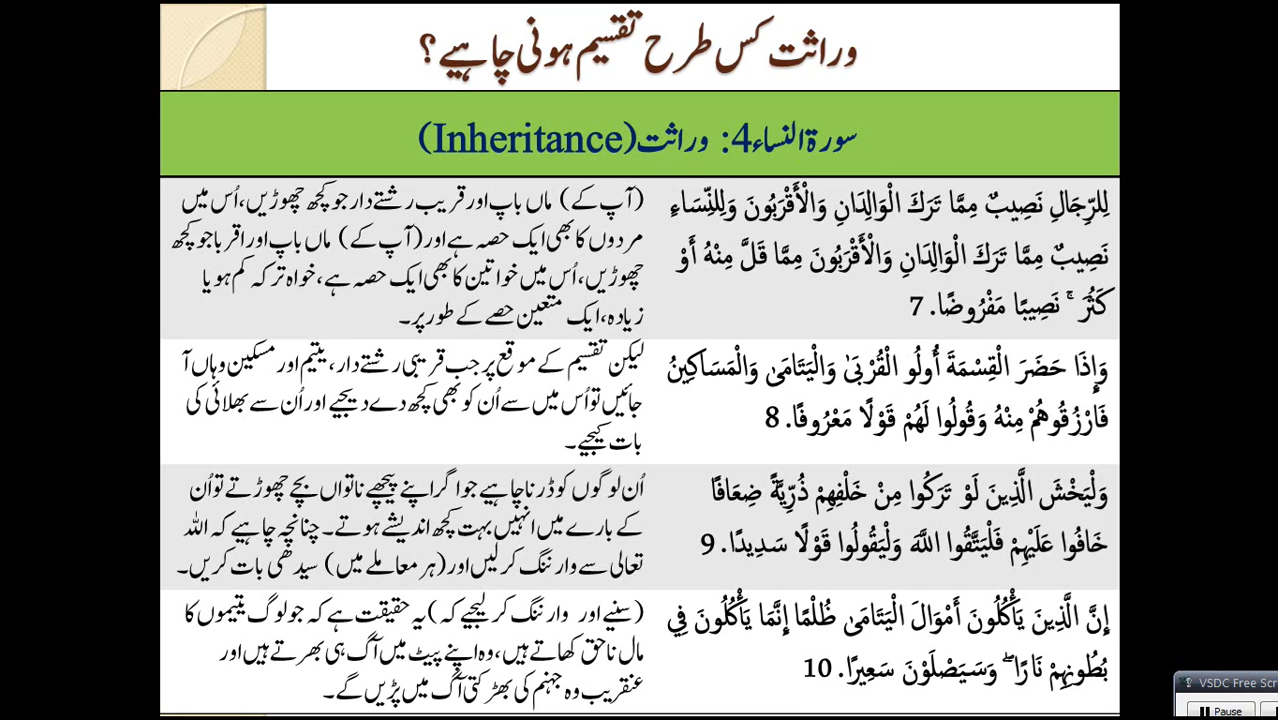 وراثت کس طرح تقسیم ہونی چاہیے؟
سورۃ النساء 4: وراثت (Inheritance)
لِلرِّجَالِ نَصِيبٌ مِمَّا تَرَكَ الْوَالِدَانِ وَالْأَقْرَبُونَ وَلِلنِّسَاءِ
نَصِيبٌ مِمَّا تَرَكَ الْوَالِدَانِ وَالْأَقْرَبُونَ مِمَّا قَلَّ مِنْهُ أَوْ
كَثُرَ ۚ نَصِيبًا مَفْرُوضًا. 7
(آپ کے) ماں باپ اور قریب رشتے دار جو کچھ چھوڑیں، اُس میں
مردوں کا بھی ایک حصہ ہے اور (آپ کے) ماں باپ اور اقربا جو کچھ
چھوڑیں، اُس میں خواتین کا بھی ایک حصہ ہے، خواہ ترکہ کم ہو یا
زیادہ، ایک متعین حصے کے طور پر۔
وَإِذَا حَضَرَ الْقِسْمَةَ أُولُو الْقُرْبَىٰ وَالْيَتَامَىٰ وَالْمَسَاكِينُ
فَارْزُقُوهُمْ مِنْهُ وَقُولُوا لَهُمْ قَوْلًا مَعْرُوفًا. 8
لیکن تقسیم کے موقع پر جب قریبی رشتے دار، یتیم اور مسکین وہاں آ
جائیں تو اُس میں سے اُن کو بھی کچھ دے دیجیے اور اُن سے بھلائی کی
بات کیجیے۔
وَلْيَخْشَ الَّذِينَ لَوْ تَرَكُوا مِنْ خَلْفِهِمْ ذُرِّيَّةً ضِعَافًا
خَافُوا عَلَيْهِمْ فَلْيَتَّقُوا اللَّهَ وَلْيَقُولُوا قَوْلًا سَدِيدًا. 9
اُن لوگوں کو ڈرنا چاہیے جو اگر اپنے پیچھے ناتواں بچے چھوڑتے تو اُن
کے بارے میں انہیں بہت کچھ اندیشے ہوتے۔ چنانچہ چاہیے کہ اللہ
تعالی سے وارننگ کر لیں اور (ہر معاملے میں) سیدھی بات کریں۔
إِنَّ الَّذِينَ يَأْكُلُونَ أَمْوَالَ الْيَتَامَىٰ ظُلْمًا إِنَّمَا يَأْكُلُونَ فِي
بُطُونِهِمْ نَارًا ۖ وَسَيَصْلَوْنَ سَعِيرًا. 10
(سنیے اور وارننگ کر لیجیے کہ) یہ حقیقت ہے کہ جو لوگ یتیموں کا
مال ناحق کھاتے ہیں، وہ اپنے پیٹ میں آگ ہی بھرتے ہیں اور
عنقریب وہ جہنم کی بھڑکتی آگ میں پڑیں گے۔
VSDC Free Scr
Pause